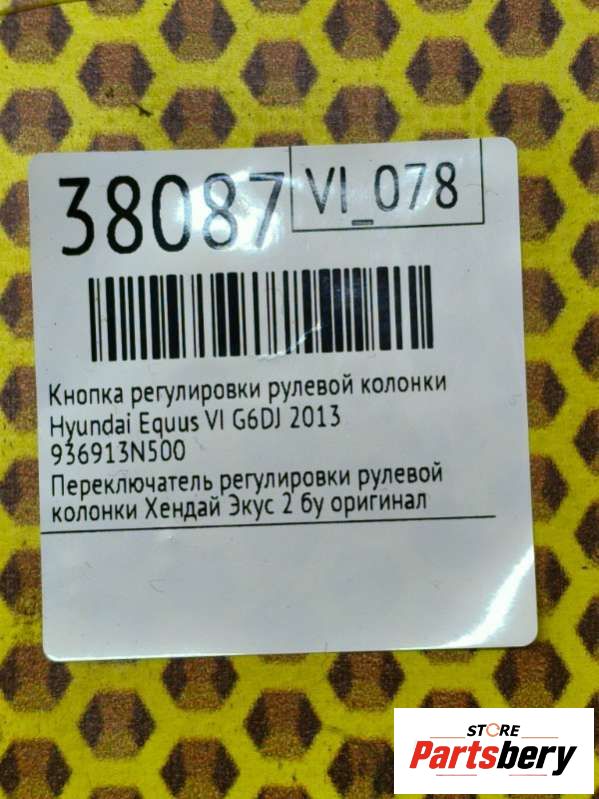 38087
VI_078
Кнопка регулировки рулевой колонки
Hyundai Equus VI G6DJ 2013
936913N500
Переключатель регулировки рулевой
колонки Хендай Экус 2 бу оригинал
STORE
Partsbery